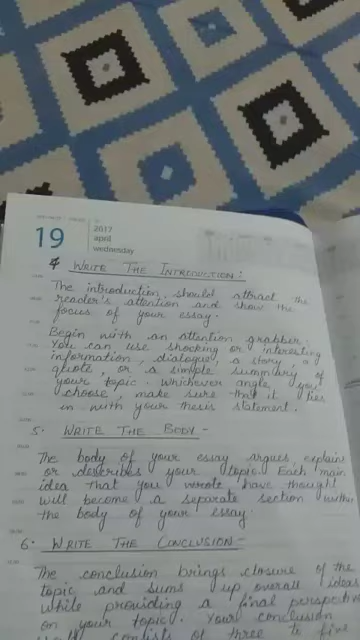 19
2017
april
wednesday
4 WRITE THE INTRODUCTION:
The introduction should attract the
reader's attention and show the
focus of your essay.
Begin with an attention grabber.
You can use shocking or interesting
information, dialogue, a story, a
quote, or a simple summary of
your topic. Whichever angle you
choose, make sure that it ties
in with your thesis statement.
5. WRITE THE BODY -
The body of your essay argues, explain
or describes your topic. Each main
idea that you wrote have thought
will become a separate section within
the body of your essay.
6. WRITE THE CONCLUSION -
The conclusion brings closure of the
topic and sums up overall ideas
while providing a final perspective
on your topic. Your conclusion
consists of three to five